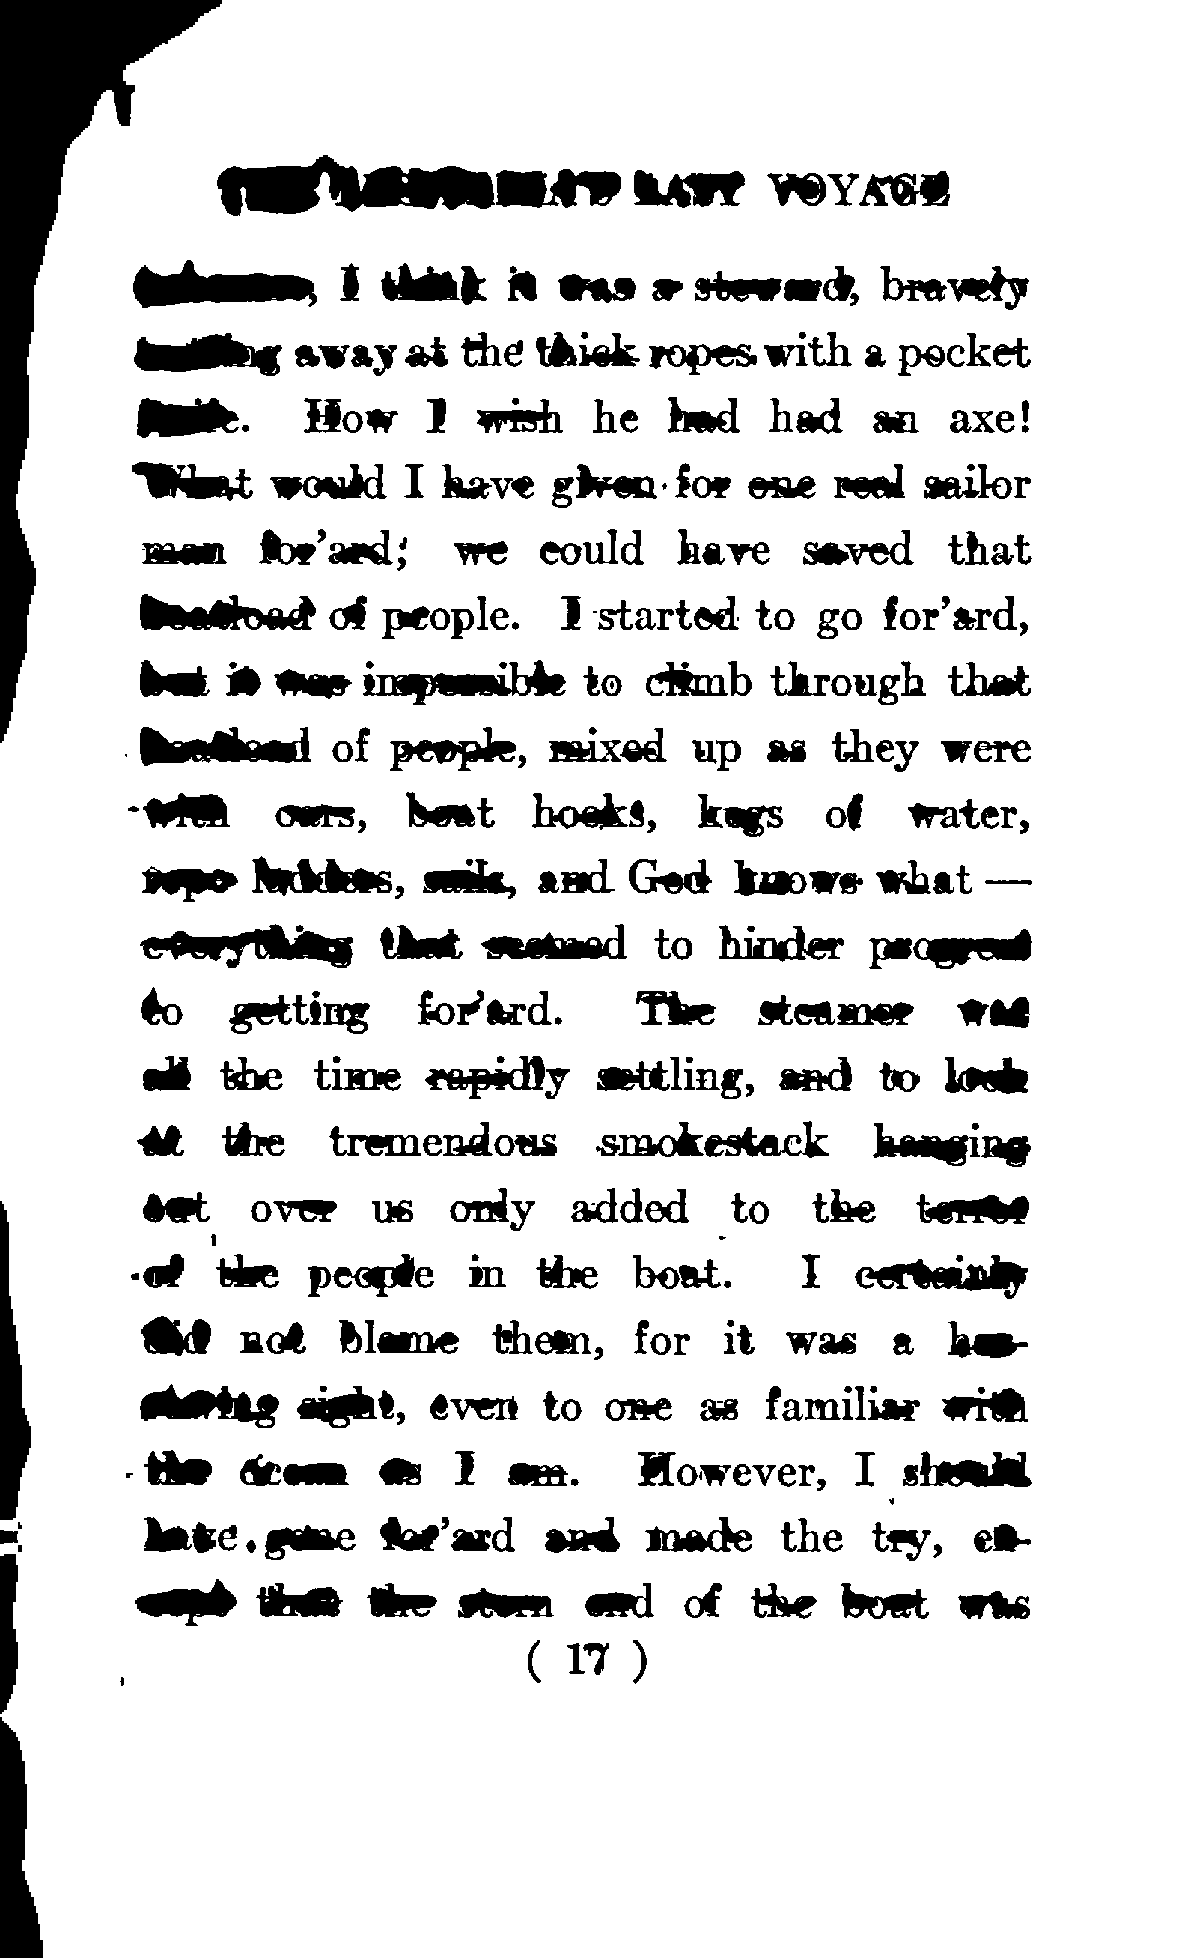 LAST VOYAGE
I think it was a steward, bravely
cutting away at the thick ropes with a pocket
knife. How I wish he had had an axe!
What would I have given for one real sailor
man for'ard; we could have saved that
boatload of people. I started to go for'ard,
but it was impossible to climb through that
boatload of people, mixed up as they were
with oars, boat hooks, kegs of water,
rope ladders, sails, and God knows what —
everything that seemed to hinder progress
to getting for'ard. The steamer was
all the time rapidly settling, and to look
at the tremendous smokestack hanging
out over us only added to the terror
of the people in the boat. I certainly
did not blame them, for it was a har-
rowing sight, even to one as familiar with
the ocean as I am. However, I should
have gone for'ard and made the try, ex-
cept that the stern end of the boat was
( 17 )